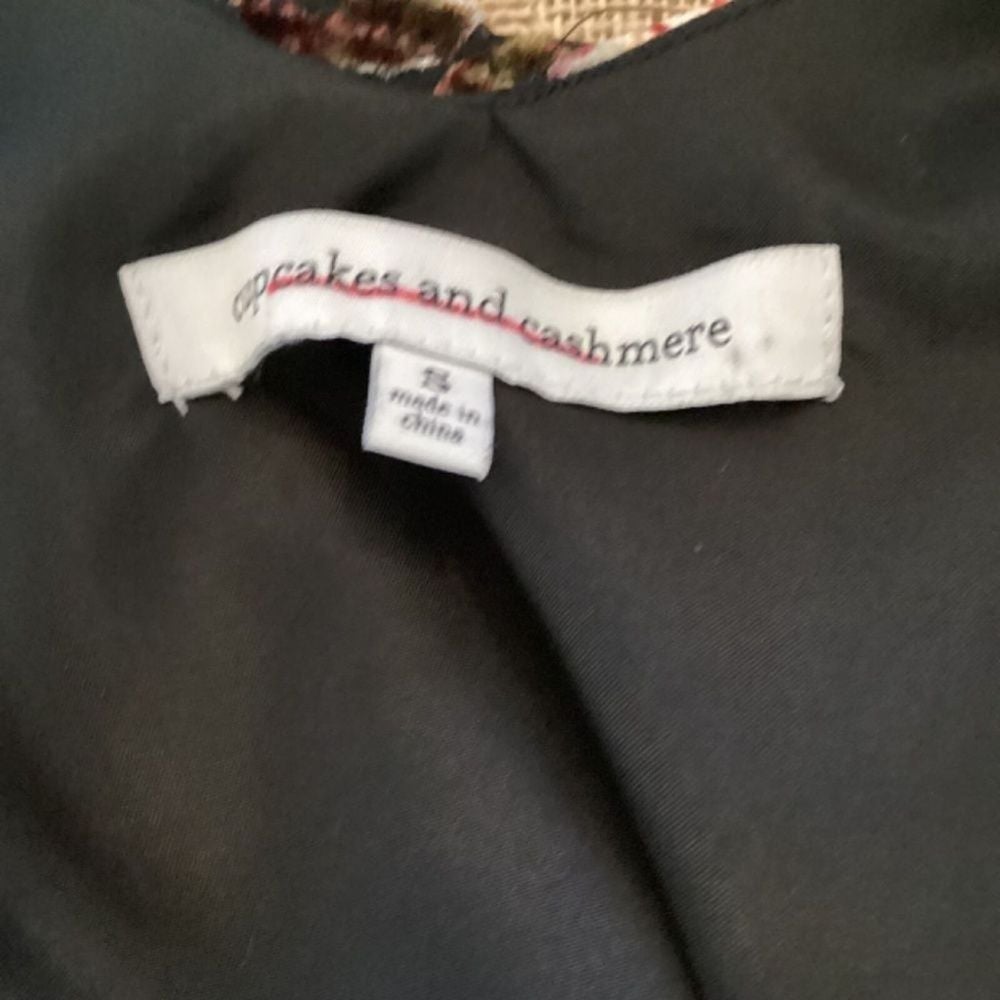 cupcakes and cashmere
S
made in
china